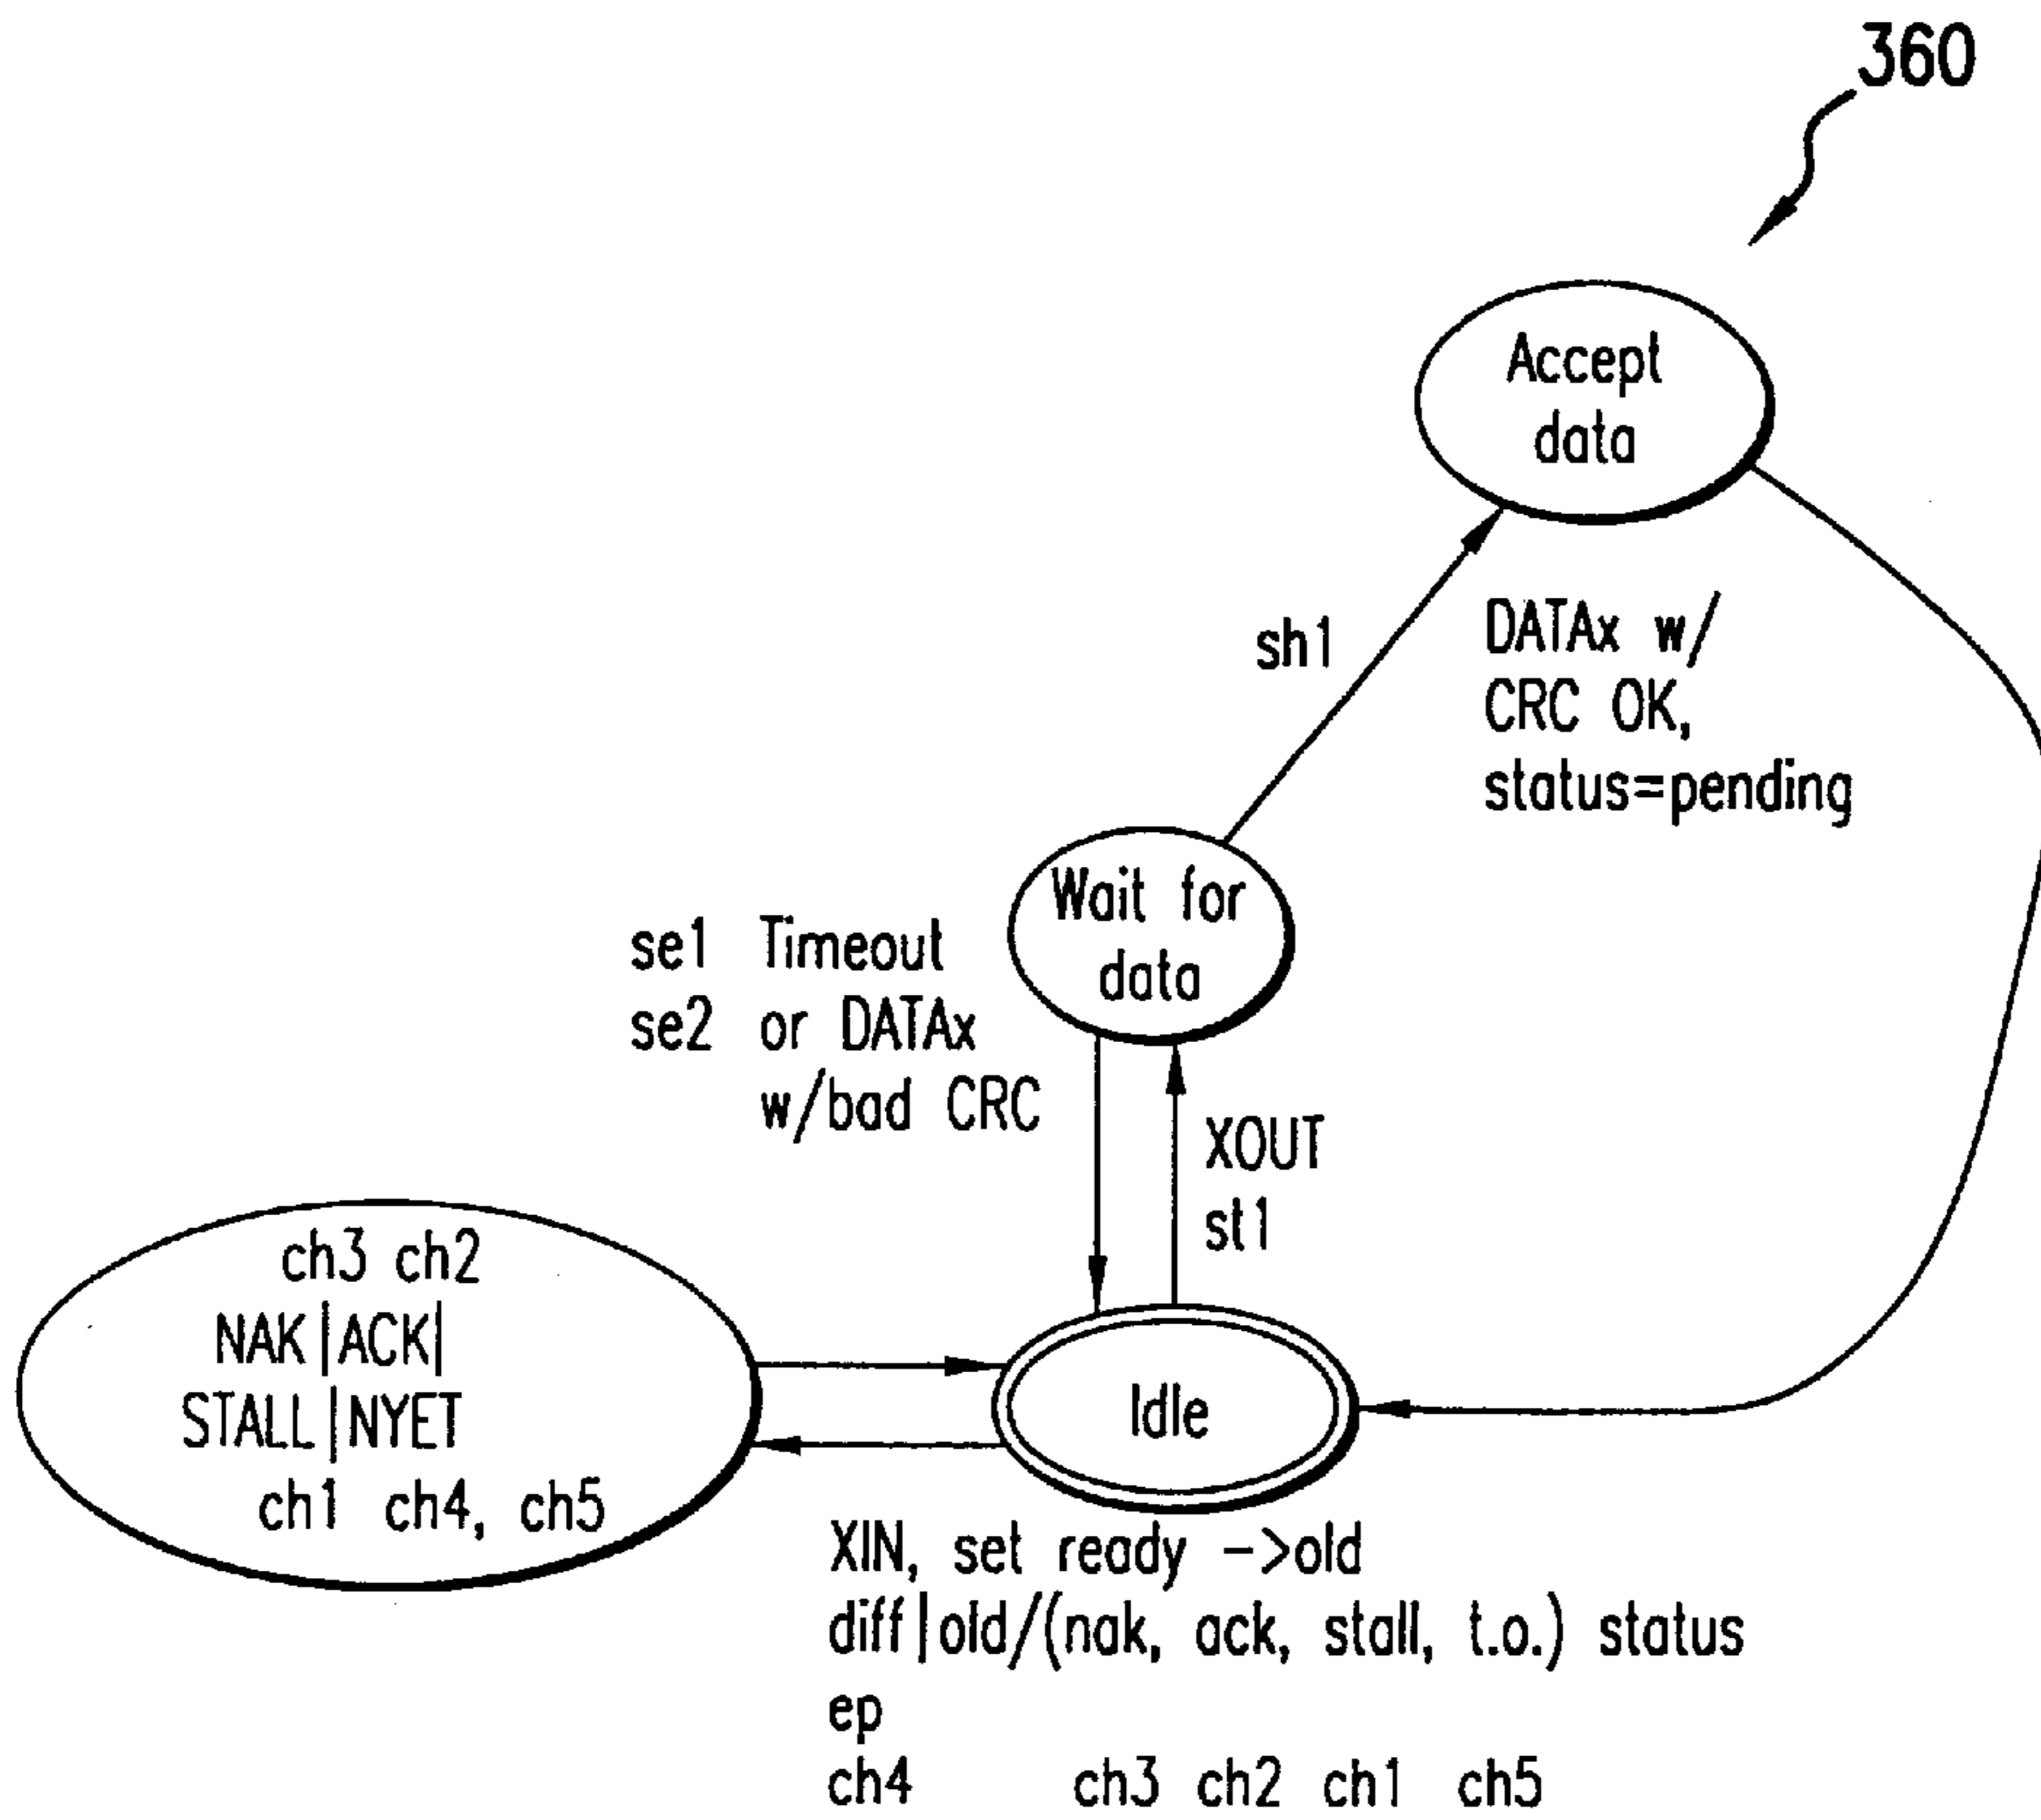 360
Accept
data
sh1
DATAx w/
CRC OK,
status=pending
Wait for
data
se1 Timeout
se2 or DATAx
w/bad CRC
XOUT
st1
ch3 ch2
NAK|ACK|
STALL|NYET
ch1 ch4, ch5
Idle
XIN, set ready ->old
diff|old/(nak, ack, stall, t.o.) status
ep
ch4 ch3 ch2 ch1 ch5